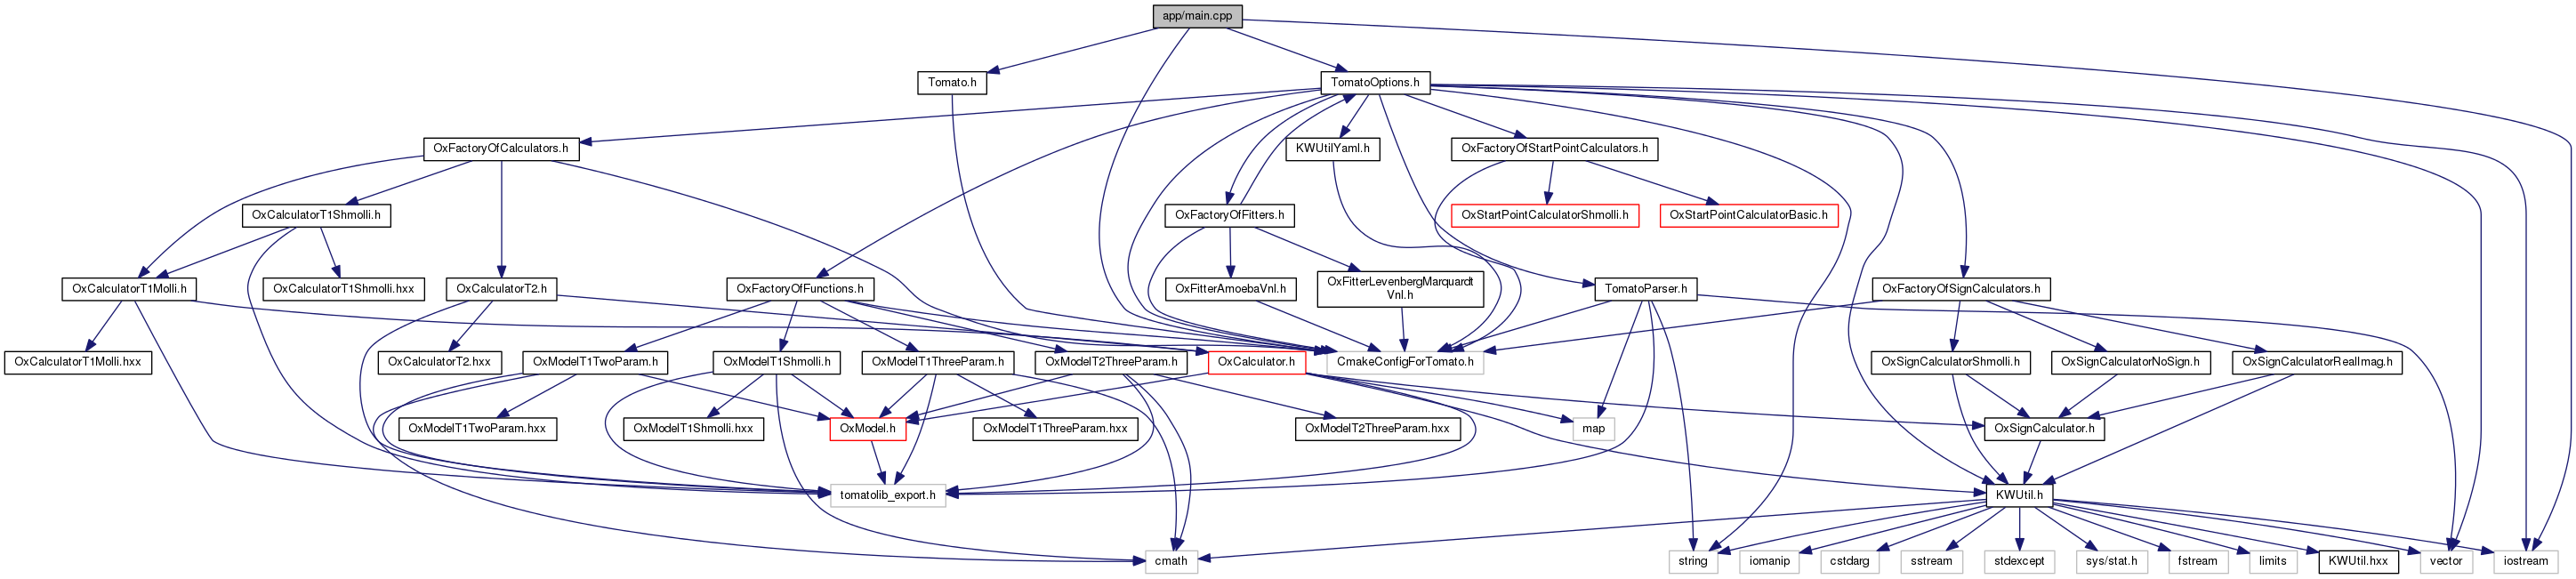 app/main.cpp
Tomato.h
TomatoOptions.h
OxFactoryOfCalculators.h
KWUtilYaml.h
OxFactoryOfStartPointCalculators.h
OxCalculatorT1Shmolli.h
OxFactoryOfFitters.h
OxStartPointCalculatorShmolli.h
OxStartPointCalculatorBasic.h
OxCalculatorT1Molli.h
OxCalculatorT1Shmolli.hxx
OxCalculatorT2.h
OxFactoryOfFunctions.h
OxFitterAmoebaVnl.h
OxFitterLevenbergMarquardt
Vnl.h
TomatoParser.h
OxFactoryOfSignCalculators.h
OxCalculatorT1Molli.hxx
OxCalculatorT2.hxx
OxModelT1TwoParam.h
OxModelT1Shmolli.h
OxModelT1ThreeParam.h
OxModelT2ThreeParam.h
OxCalculator.h
CmakeConfigForTomato.h
OxSignCalculatorShmolli.h
OxSignCalculatorNoSign.h
OxSignCalculatorRealImag.h
OxModelT1TwoParam.hxx
OxModelT1Shmolli.hxx
OxModel.h
OxModelT1ThreeParam.hxx
OxModelT2ThreeParam.hxx
map
OxSignCalculator.h
tomatolib_export.h
KWUtil.h
cmath
string
iomanip
cstdarg
sstream
stdexcept
sys/stat.h
fstream
limits
KWUtil.hxx
vector
iostream